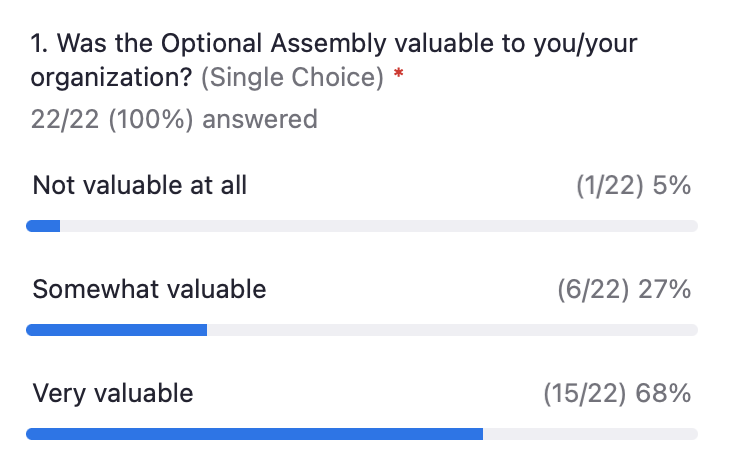 1. Was the Optional Assembly valuable to you/your
organization? (Single Choice) *
22/22 (100%) answered
Not valuable at all (1/22) 5%
Somewhat valuable (6/22) 27%
Very valuable (15/22) 68%